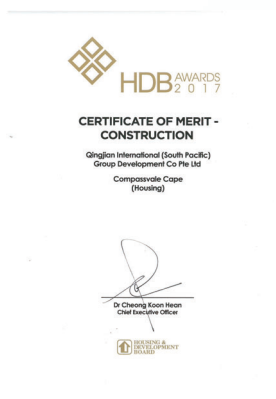 HDB AWARDS
2017
CERTIFICATE OF MERIT -
CONSTRUCTION
Qingjian International (South Pacific)
Group Development Co Pte Ltd
Compassvale Cape
(Housing)
Dr Cheong Koon Hean
Chief Executive Officer
HOUSING &
DEVELOPMENT
BOARD